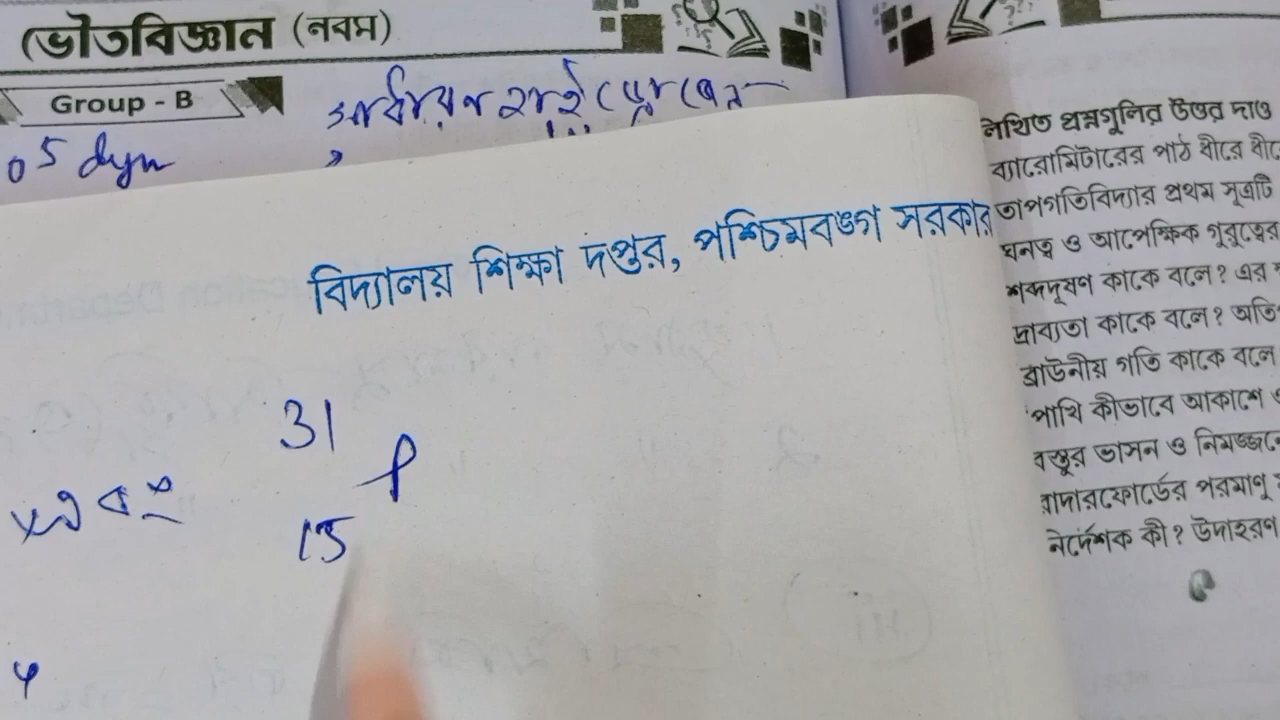 ভৌতবিজ্ঞান (নবম)
Group - B
05 dyn
বিদ্যালয় শিক্ষা দপ্তর, পশ্চিমবঙ্গ সরকার
31
P
15
লিখিত প্রশ্নগুলির উত্তর দাও
ব্যারোমিটারের পাঠ ধীরে ধীরে
তাপগতিবিদ্যার প্রথম সূত্রটি
ঘনত্ব ও আপেক্ষিক গুরুত্বের
শব্দদূষণ কাকে বলে? এর
দ্রাব্যতা কাকে বলে? অতি
ব্রাউনীয় গতি কাকে বলে
পাখি কীভাবে আকাশে
বস্তুর ভাসন ও নিমজ্জনে
রাদারফোর্ডের পরমাণু
নির্দেশক কী? উদাহরণ